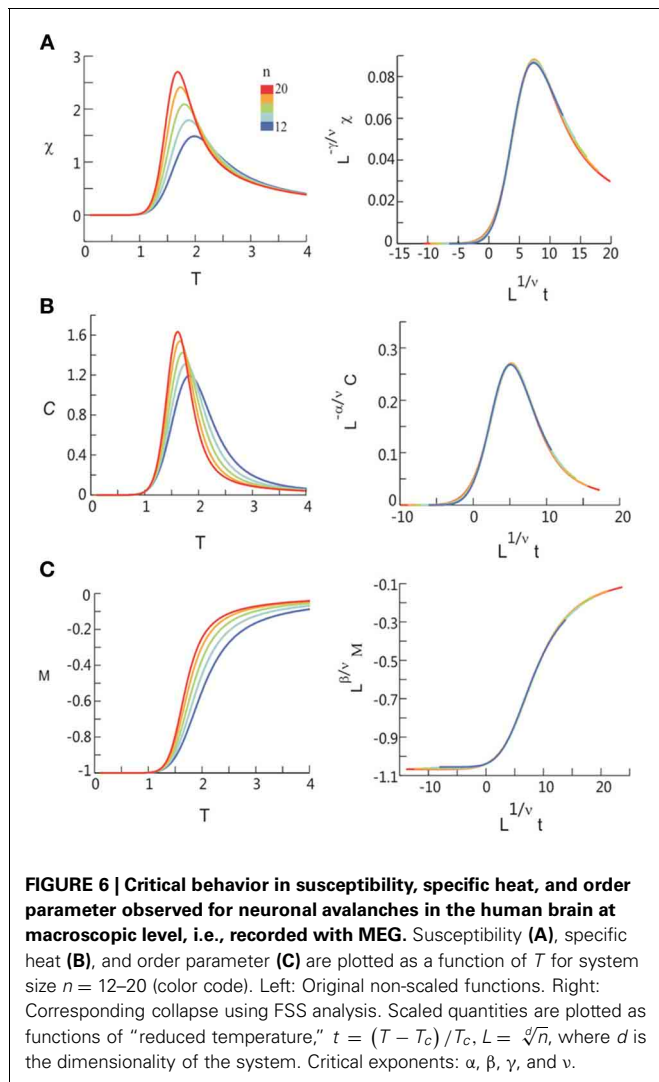 A
n
20
12
3
2
1
0
χ
0 1 2 3 4
T
0.08
0.06
0.04
0.02
0
L^-γ/ν χ
-15 -10 -5 0 5 10 15 20
L^1/ν t
B
1.6
1.2
0.8
0.4
0
C
0 1 2 3 4
T
0.3
0.2
0.1
0
L^-α/ν C
-10 0 10 20
L^1/ν t
C
0
-0.2
-0.4
-0.6
-0.8
-1
M
0 1 2 3 4
T
-0.1
-0.3
-0.5
-0.7
-0.9
-1.1
L^β/ν M
-10 0 10 20
L^1/ν t
FIGURE 6 | Critical behavior in susceptibility, specific heat, and order
parameter observed for neuronal avalanches in the human brain at
macroscopic level, i.e., recorded with MEG. Susceptibility (A), specific
heat (B), and order parameter (C) are plotted as a function of T for system
size n = 12–20 (color code). Left: Original non-scaled functions. Right:
Corresponding collapse using FSS analysis. Scaled quantities are plotted as
functions of “reduced temperature,” t = (T − Tc) /Tc, L = ᵈ√n, where d is
the dimensionality of the system. Critical exponents: α, β, γ, and ν.